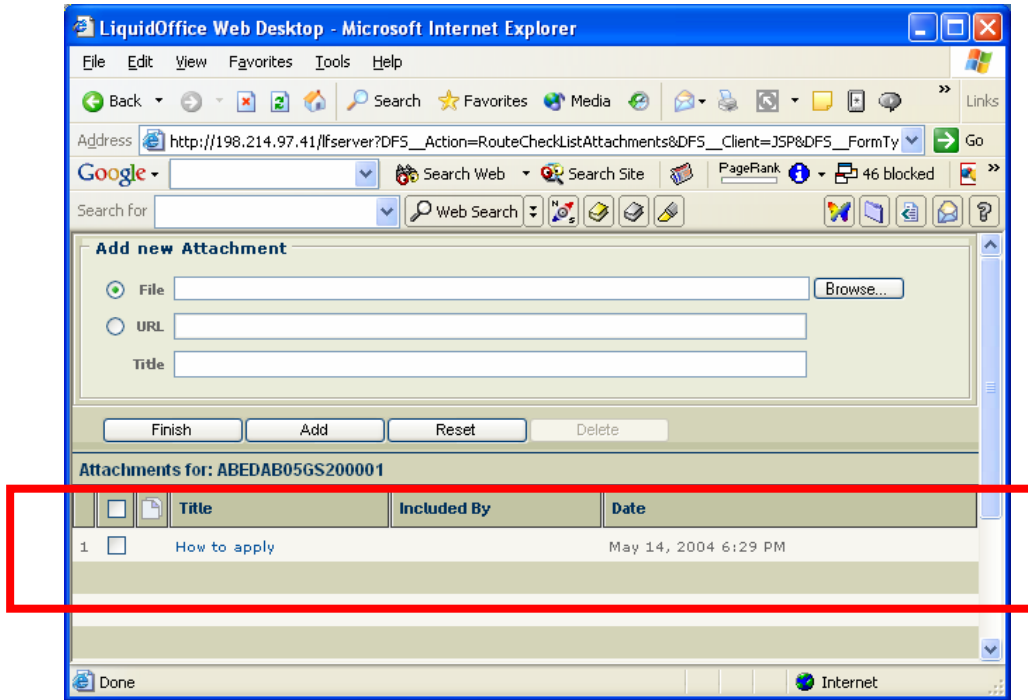 LiquidOffice Web Desktop - Microsoft Internet Explorer
File Edit View Favorites Tools Help
Back Search Favorites Media » Links
Address http://198.214.97.41/lfserver?DFS__Action=RouteCheckListAttachments&DFS__Client=JSP&DFS__FormTy Go
Google Search Web Search Site PageRank 46 blocked »
Search for Web Search
Add new Attachment
File Browse...
URL
Title
Finish Add Reset Delete
Attachments for: ABEDAB05GS200001
Title Included By Date
1 How to apply May 14, 2004 6:29 PM
Done Internet